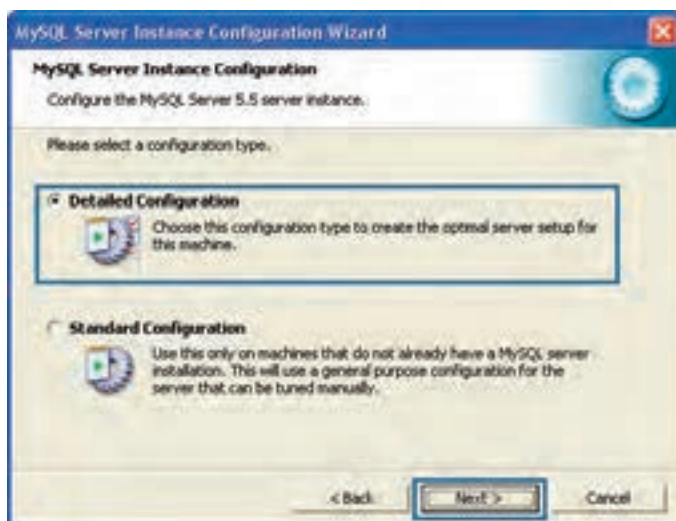 MySQL Server Instance Configuration Wizard
MySQL Server Instance Configuration
Configure the MySQL Server 5.5 server instance.
Please select a configuration type.
Detailed Configuration
Choose this configuration type to create the optimal server setup for
this machine.
Standard Configuration
Use this only on machines that do not already have a MySQL server
installation. This will use a general purpose configuration for the
server that can be tuned manually.
< Back
Next >
Cancel